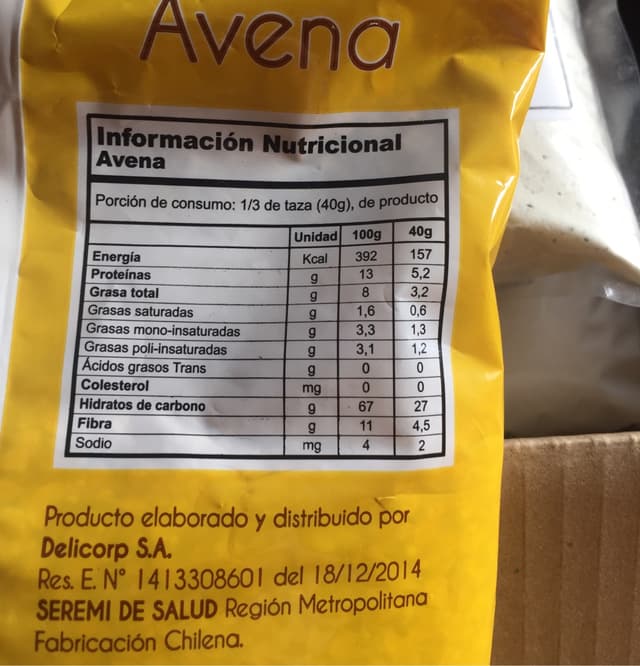 Avena
Información Nutricional
Avena
Porción de consumo: 1/3 de taza (40g), de producto
Unidad 100g 40g
Energía Kcal 392 157
Proteínas g 13 5,2
Grasa total g 8 3,2
Grasas saturadas g 1,6 0,6
Grasas mono-insaturadas g 3,3 1,3
Grasas poli-insaturadas g 3,1 1,2
Ácidos grasos Trans g 0 0
Colesterol mg 0 0
Hidratos de carbono g 67 27
Fibra g 11 4,5
Sodio mg 4 2
Producto elaborado y distribuido por
Delicorp S.A.
Res. E. N° 1413308601 del 18/12/2014
SEREMI DE SALUD Región Metropolitana
Fabricación Chilena.